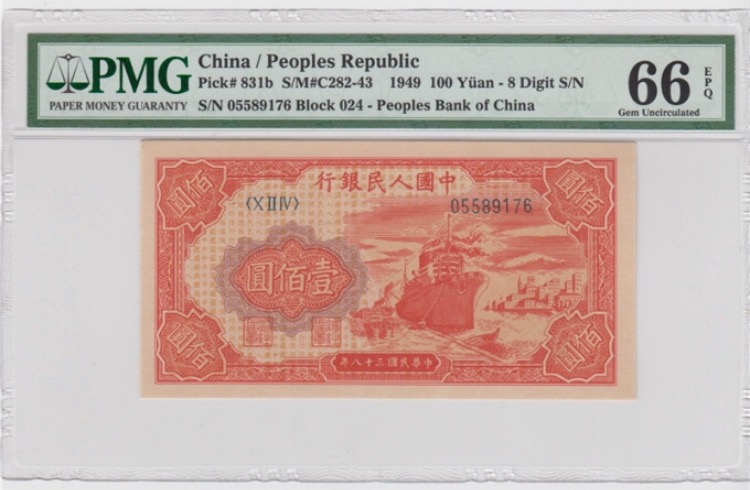 PMG
PAPER MONEY GUARANTY
China / Peoples Republic
Pick# 831b S/M#C282-43 1949 100 Yüan - 8 Digit S/N
S/N 05589176 Block 024 - Peoples Bank of China
66 EPQ
Gem Uncirculated
行銀民人國中
佰圓
佰圓
〈X II IV〉
05589176
圓佰壹
佰圓
佰圓
年八十三國民華中